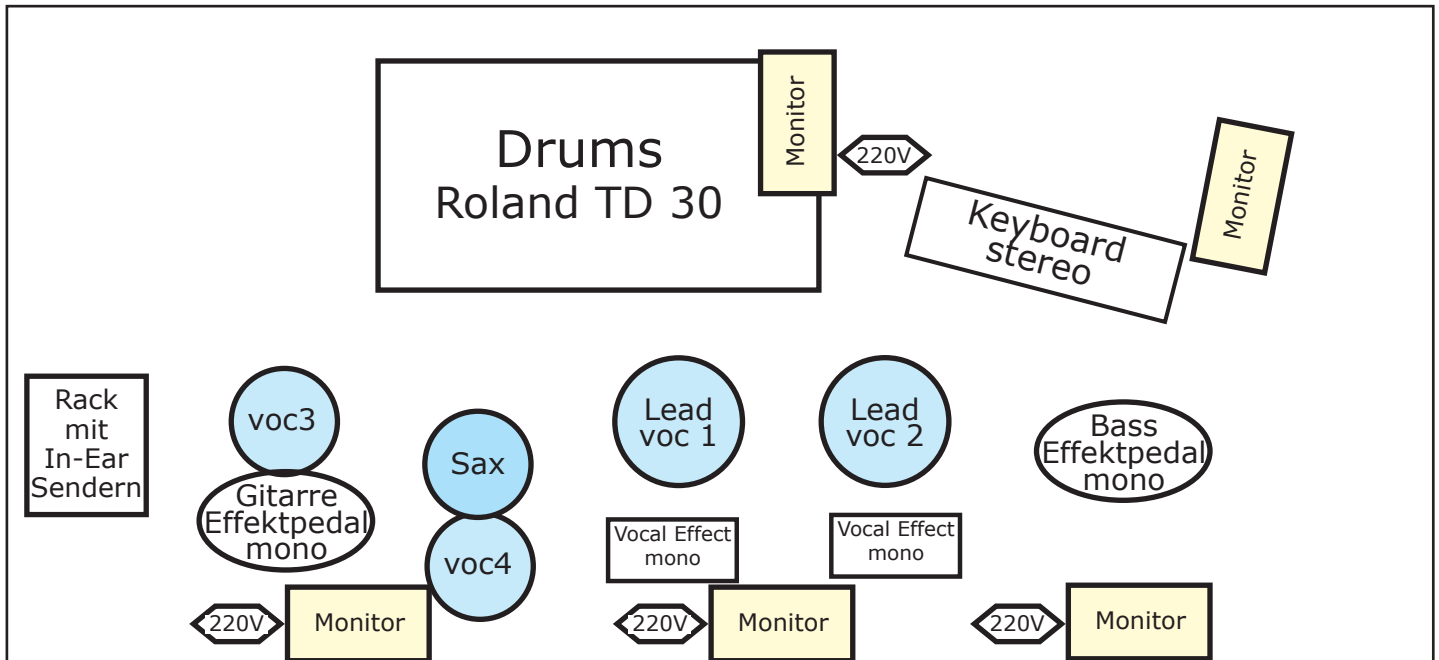 Drums
Roland TD 30
Monitor
220V
Keyboard
stereo
Monitor
Rack
mit
In-Ear
Sendern
voc3
Gitarre
Effektpedal
mono
Sax
voc4
Lead
voc 1
Lead
voc 2
Bass
Effektpedal
mono
Vocal Effect
mono
Vocal Effect
mono
220V
Monitor
220V
Monitor
220V
Monitor